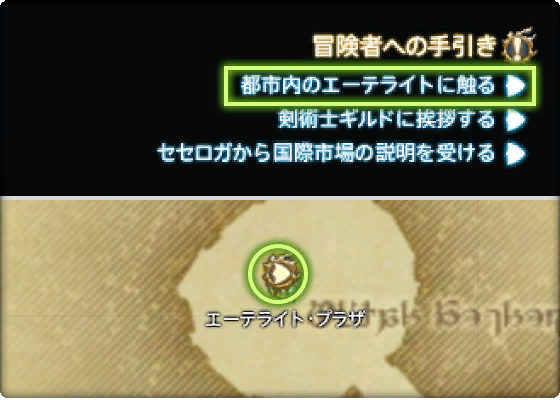 冒険者への手引き
都市内のエーテライトに触る
剣術士ギルドに挨拶する
セセロガから国際市場の説明を受ける
エーテライト・プラザ